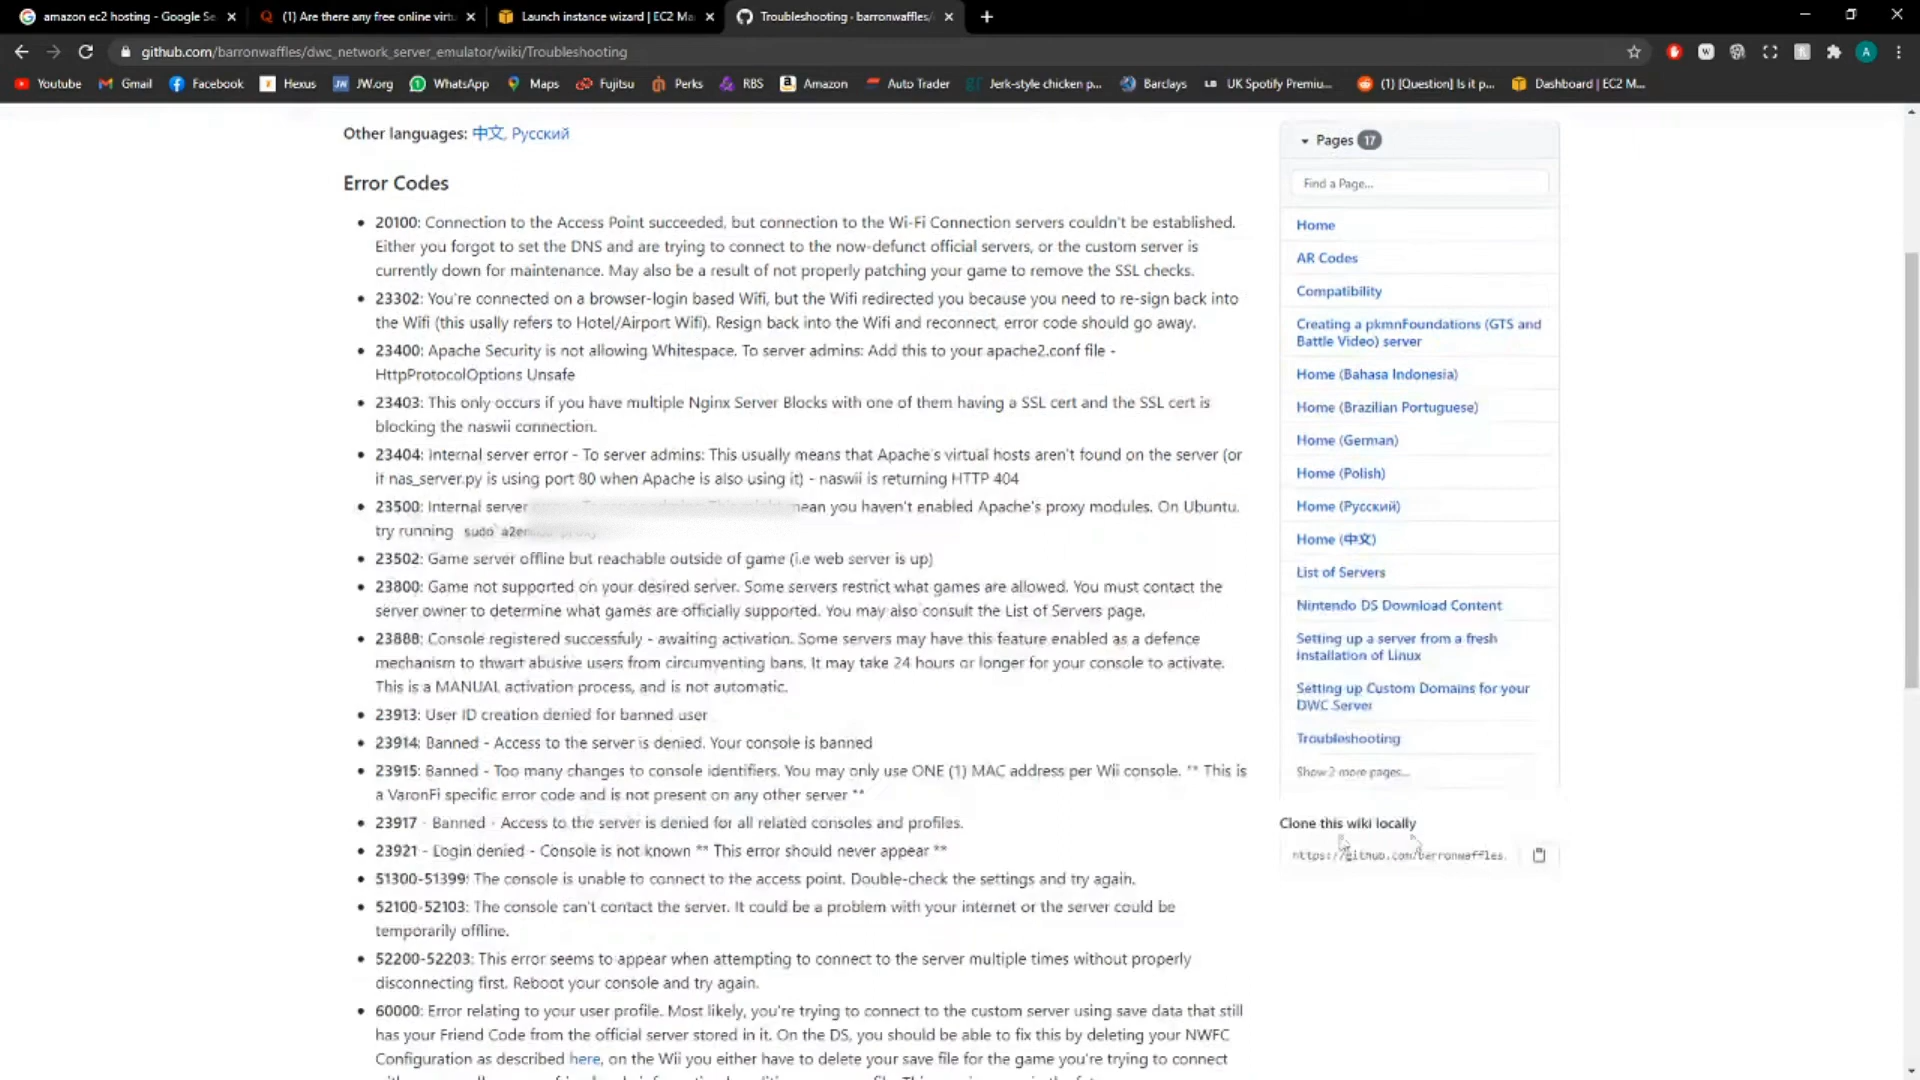 amazon ec2 hosting - Google Se
(1) Are there any free online virtu
Launch instance wizard | EC2 Ma
Troubleshooting · barronwaffles/
github.com/barronwaffles/dwc_network_server_emulator/wiki/Troubleshooting
A
Youtube Gmail Facebook Hexus JW.org WhatsApp Maps Fujitsu Perks RBS Amazon Auto Trader Jerk-style chicken p... Barclays UK Spotify Premiu... (1) [Question] Is it p... Dashboard | EC2 M...
Other languages: 中文, Русский
Error Codes
20100: Connection to the Access Point succeeded, but connection to the Wi-Fi Connection servers couldn't be established.
Either you forgot to set the DNS and are trying to connect to the now-defunct official servers, or the custom server is
currently down for maintenance. May also be a result of not properly patching your game to remove the SSL checks.
23302: You're connected on a browser-login based Wifi, but the Wifi redirected you because you need to re-sign back into
the Wifi (this usally refers to Hotel/Airport Wifi). Resign back into the Wifi and reconnect, error code should go away.
23400: Apache Security is not allowing Whitespace. To server admins: Add this to your apache2.conf file -
HttpProtocolOptions Unsafe
23403: This only occurs if you have multiple Nginx Server Blocks with one of them having a SSL cert and the SSL cert is
blocking the naswii connection.
23404: Internal server error - To server admins: This usually means that Apache's virtual hosts aren't found on the server (or
if nas_server.py is using port 80 when Apache is also using it) - naswii is returning HTTP 404
23500: Internal server mean you haven't enabled Apache's proxy modules. On Ubuntu,
try running sudo
23502: Game server offline but reachable outside of game (i.e web server is up)
23800: Game not supported on your desired server. Some servers restrict what games are allowed. You must contact the
server owner to determine what games are officially supported. You may also consult the List of Servers page.
23888: Console registered successfuly - awaiting activation. Some servers may have this feature enabled as a defence
mechanism to thwart abusive users from circumventing bans. It may take 24 hours or longer for your console to activate.
This is a MANUAL activation process, and is not automatic.
23913: User ID creation denied for banned user
23914: Banned - Access to the server is denied. Your console is banned
23915: Banned - Too many changes to console identifiers. You may only use ONE (1) MAC address per Wii console. ** This is
a VaronFi specific error code and is not present on any other server **
23917 - Banned - Access to the server is denied for all related consoles and profiles.
23921 - Login denied - Console is not known ** This error should never appear **
51300-51399: The console is unable to connect to the access point. Double-check the settings and try again.
52100-52103: The console can't contact the server. It could be a problem with your internet or the server could be
temporarily offline.
52200-52203: This error seems to appear when attempting to connect to the server multiple times without properly
disconnecting first. Reboot your console and try again.
60000: Error relating to your user profile. Most likely, you're trying to connect to the custom server using save data that still
has your Friend Code from the official server stored in it. On the DS, you should be able to fix this by deleting your NWFC
Configuration as described here, on the Wii you either have to delete your save file for the game you're trying to connect
Pages 17
Find a Page...
Home
AR Codes
Compatibility
Creating a pkmnFoundations (GTS and
Battle Video) server
Home (Bahasa Indonesia)
Home (Brazilian Portuguese)
Home (German)
Home (Polish)
Home (Русский)
Home (中文)
List of Servers
Nintendo DS Download Content
Setting up a server from a fresh
installation of Linux
Setting up Custom Domains for your
DWC Server
Troubleshooting
Show 2 more pages...
Clone this wiki locally
https://github.com/barronwaffles.